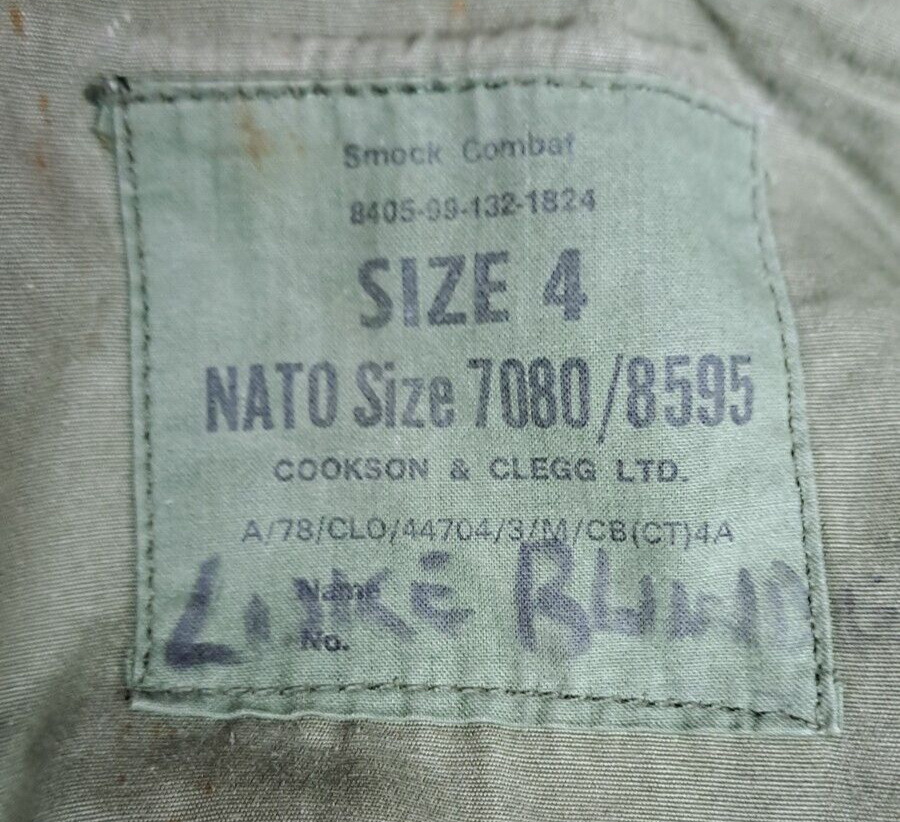 Smock Combat
8405-99-132-1824
SIZE 4
NATO Size 7080/8595
COOKSON & CLEGG LTD.
A/78/CLO/44704/3/M/CB(CT)4A
Name
No.